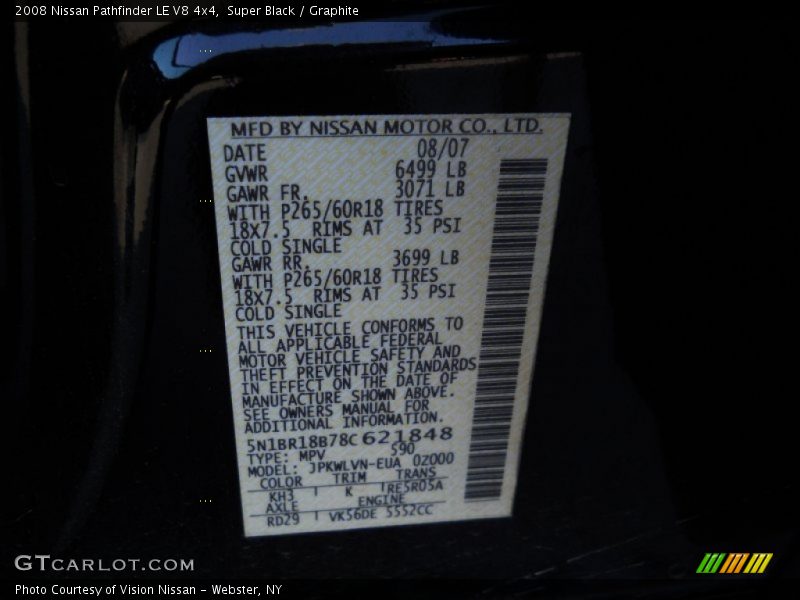 2008 Nissan Pathfinder LE V8 4x4,  Super Black / Graphite
MFD BY NISSAN MOTOR CO., LTD.
DATE 08/07
GVWR 6499 LB
GAWR FR. 3071 LB
WITH P265/60R18 TIRES
18X7.5 RIMS AT 35 PSI
COLD SINGLE
GAWR RR. 3699 LB
WITH P265/60R18 TIRES
18X7.5 RIMS AT 35 PSI
COLD SINGLE
THIS VEHICLE CONFORMS TO
ALL APPLICABLE FEDERAL
MOTOR VEHICLE SAFETY AND
THEFT PREVENTION STANDARDS
IN EFFECT ON THE DATE OF
MANUFACTURE SHOWN ABOVE.
SEE OWNERS MANUAL FOR
ADDITIONAL INFORMATION.
5N1BR18B78C 621848
TYPE: MPV 590
MODEL: JPKWLVN-EUA 0Z000
COLOR TRIM TRANS
KH3 K RE5R05A
AXLE ENGINE
RD29 VK56DE 5552CC
GTCARLOT.COM
Photo Courtesy of Vision Nissan – Webster, NY